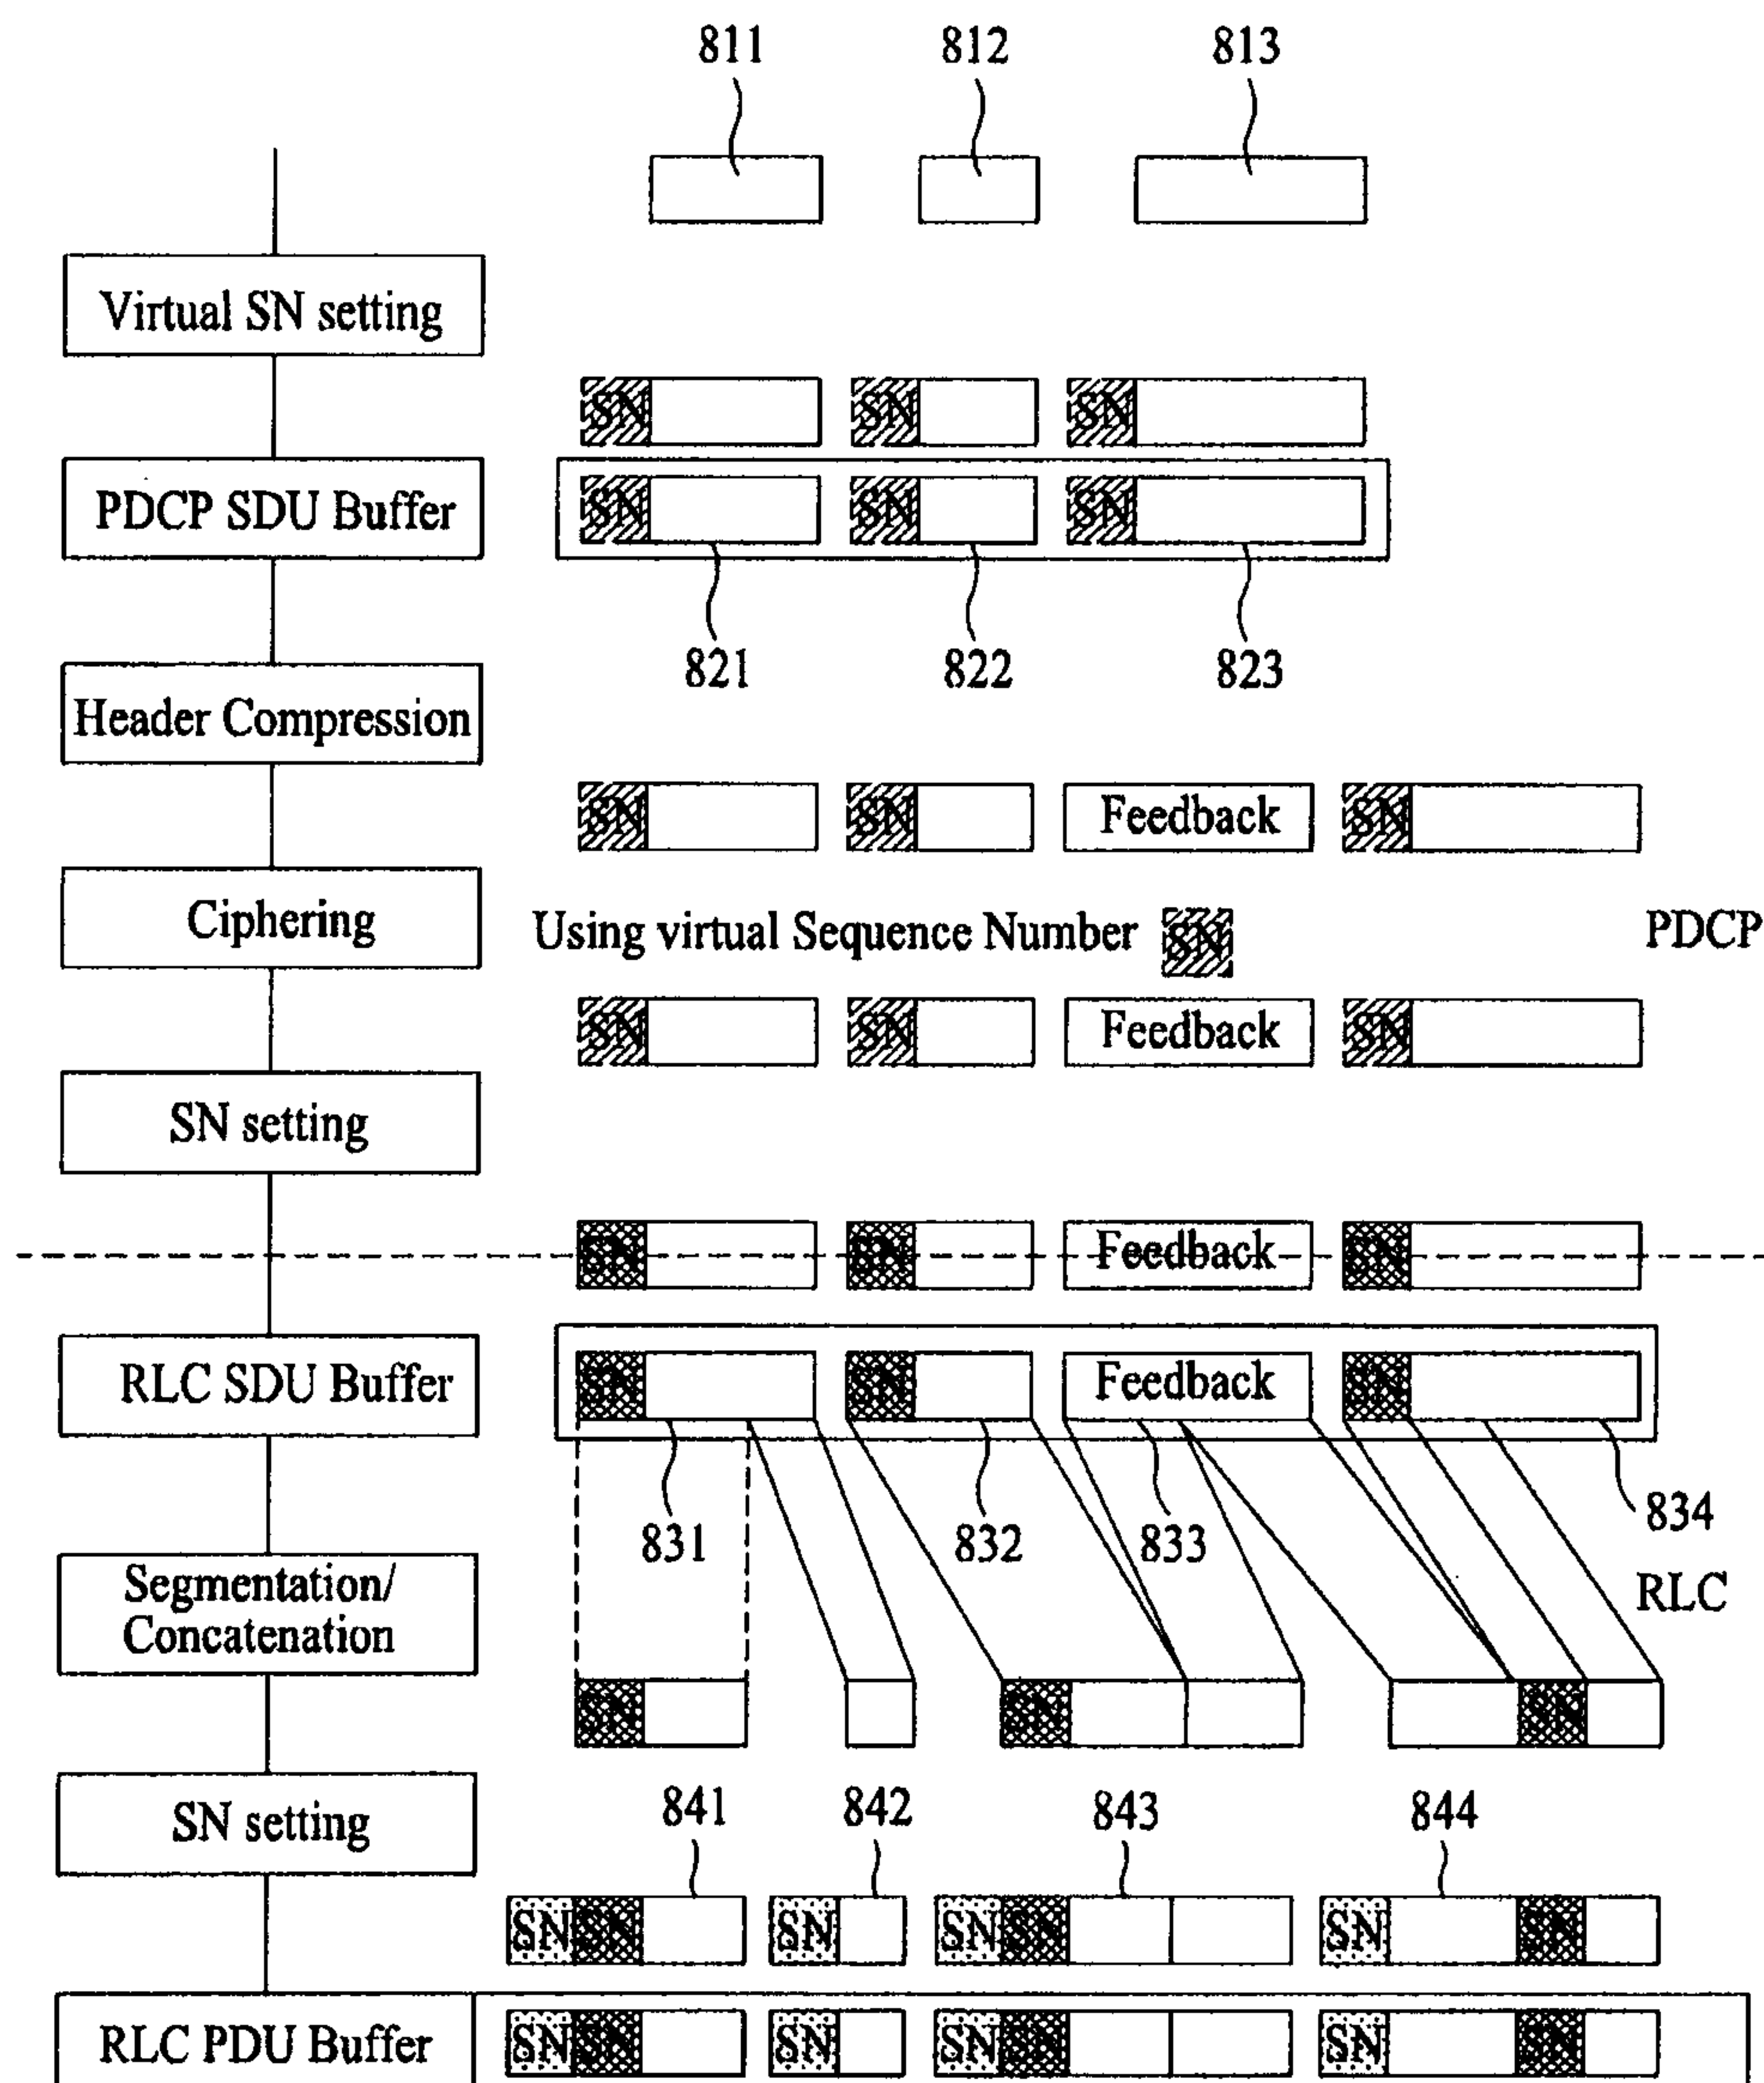 811 812 813
Virtual SN setting
SN SN SN
PDCP SDU Buffer SN SN SN
821 822 823
Header Compression
SN SN Feedback SN
Ciphering Using virtual Sequence Number SN PDCP
SN SN Feedback SN
SN setting
SN SN Feedback SN
RLC SDU Buffer SN SN Feedback SN
831 832 833 834
Segmentation/
Concatenation
RLC
SN SN SN
SN setting
841 842 843 844
SN SN SN SN SN SN SN
RLC PDU Buffer SN SN SN SN SN SN SN